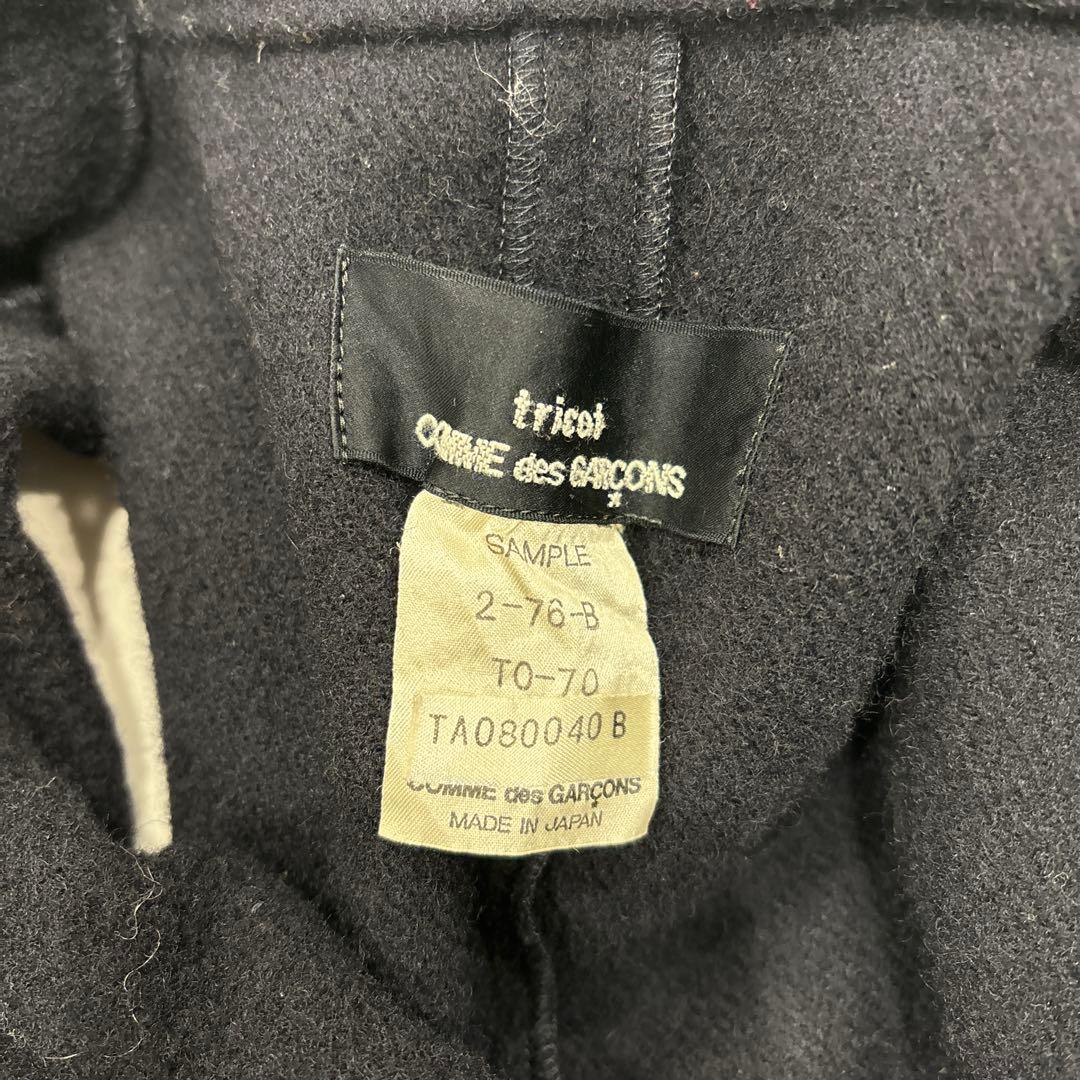 tricot
COMME des GARÇONS
SAMPLE
2-76-B
TO-70
TA080040 B
COMME des GARÇONS
MADE IN JAPAN